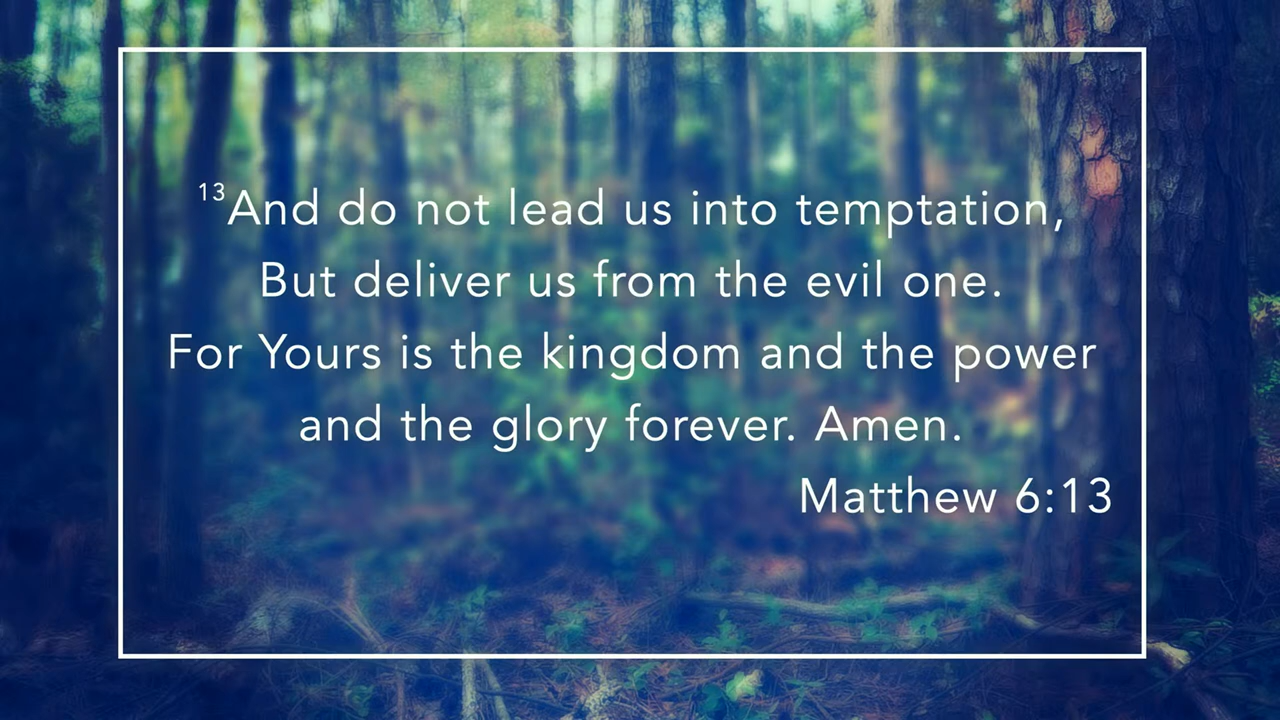 ¹³And do not lead us into temptation,
But deliver us from the evil one.
For Yours is the kingdom and the power
and the glory forever. Amen.
Matthew 6:13